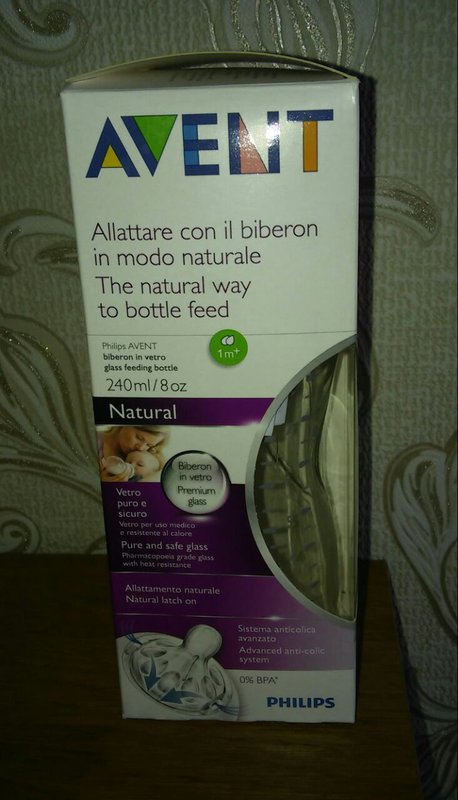 AVENT
Allattare con il biberon
in modo naturale
The natural way
to bottle feed
Philips AVENT
biberon in vetro
glass feeding bottle
240ml/8oz
1m+
Natural
Biberon
in vetro
Premium
glass
Vetro
puro e
sicuro
Vetro per uso medico
e resistente al calore
Pure and safe glass
Pharmacopoeia grade glass
with heat resistance
Allattamento naturale
Natural latch on
Sistema anticolica
avanzato
Advanced anti-colic
system
0% BPA*
PHILIPS